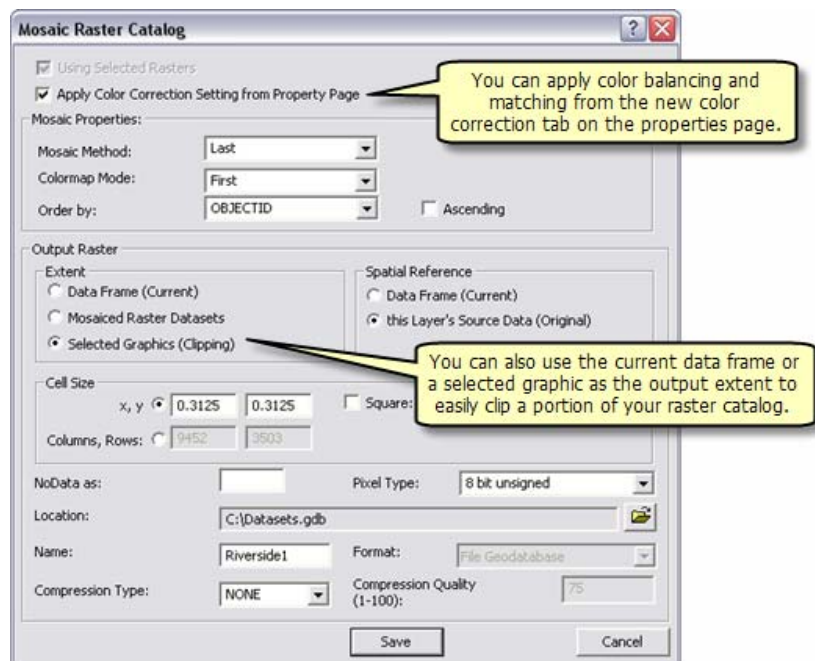 Mosaic Raster Catalog
Using Selected Rasters
Apply Color Correction Setting from Property Page
You can apply color balancing and
matching from the new color
correction tab on the properties page.
Mosaic Properties:
Mosaic Method: Last
Colormap Mode: First
Order by: OBJECTID Ascending
Output Raster
Extent
Data Frame (Current)
Mosaiced Raster Datasets
Selected Graphics (Clipping)
Spatial Reference
Data Frame (Current)
this Layer's Source Data (Original)
You can also use the current data frame or
a selected graphic as the output extent to
easily clip a portion of your raster catalog.
Cell Size
x, y 0.3125 0.3125 Square:
Columns, Rows: 9452 3503
NoData as: Pixel Type: 8 bit unsigned
Location: C:\Datasets.gdb
Name: Riverside1 Format: File Geodatabase
Compression Type: NONE Compression Quality
(1-100): 75
Save Cancel